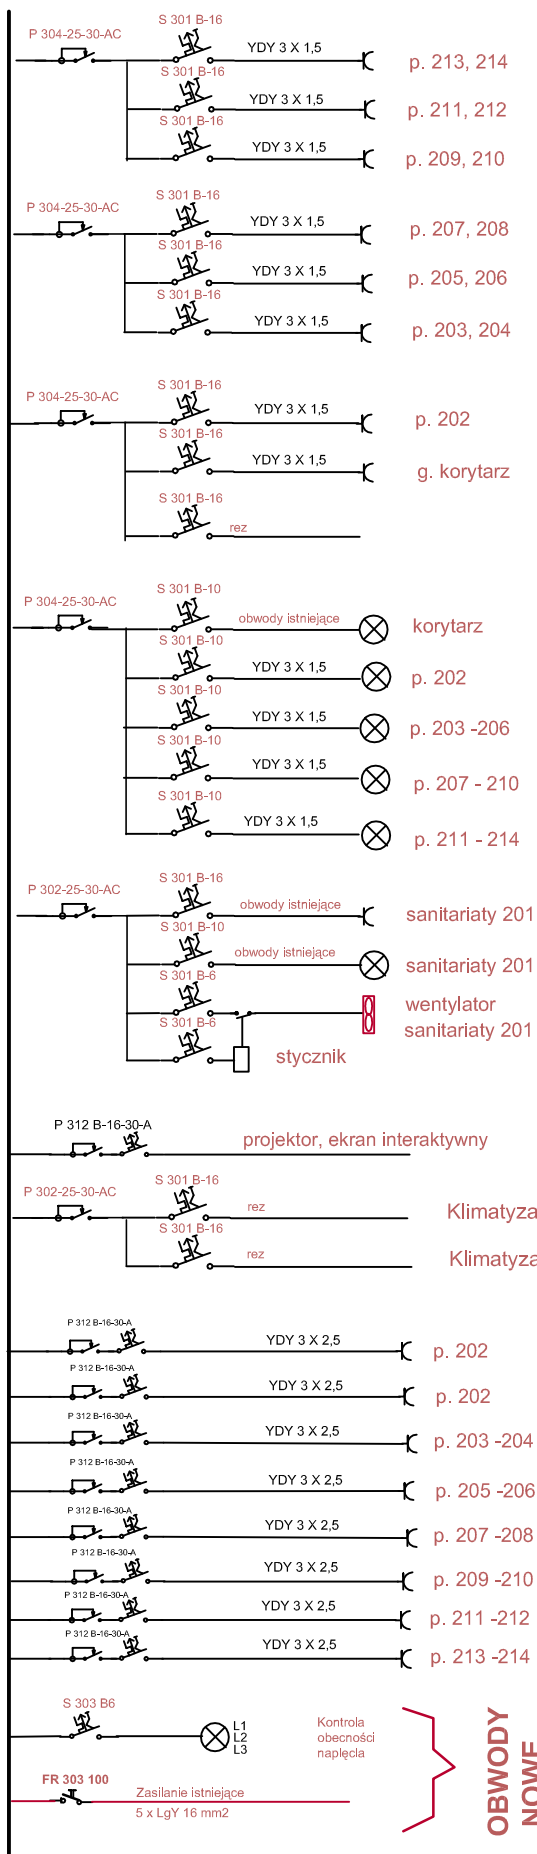 S 301 B-16
P 304-25-30-AC
YDY 3 X 1,5
p. 213, 214
S 301 B-16
YDY 3 X 1,5
p. 211, 212
S 301 B-16
YDY 3 X 1,5
p. 209, 210
S 301 B-16
P 304-25-30-AC
YDY 3 X 1,5
p. 207, 208
S 301 B-16
YDY 3 X 1,5
p. 205, 206
S 301 B-16
YDY 3 X 1,5
p. 203, 204
S 301 B-16
P 304-25-30-AC
YDY 3 X 1,5
p. 202
S 301 B-16
YDY 3 X 1,5
g. korytarz
S 301 B-16
rez
S 301 B-10
P 304-25-30-AC
obwody istniejące
korytarz
S 301 B-10
YDY 3 X 1,5
p. 202
S 301 B-10
YDY 3 X 1,5
p. 203 -206
S 301 B-10
YDY 3 X 1,5
p. 207 - 210
S 301 B-10
YDY 3 X 1,5
p. 211 - 214
S 301 B-16
P 302-25-30-AC
obwody istniejące
sanitariaty 201
S 301 B-10
obwody istniejące
sanitariaty 201
S 301 B-6
wentylator
sanitariaty 201
S 301 B-6
stycznik
P 312 B-16-30-A
projektor, ekran interaktywny
S 301 B-16
P 302-25-30-AC
rez
Klimatyza
S 301 B-16
rez
Klimatyza
P 312 B-16-30-A
YDY 3 X 2,5
p. 202
P 312 B-16-30-A
YDY 3 X 2,5
p. 202
P 312 B-16-30-A
YDY 3 X 2,5
p. 203 -204
P 312 B-16-30-A
YDY 3 X 2,5
p. 205 -206
P 312 B-16-30-A
YDY 3 X 2,5
p. 207 -208
P 312 B-16-30-A
YDY 3 X 2,5
p. 209 -210
P 312 B-16-30-A
YDY 3 X 2,5
p. 211 -212
P 312 B-16-30-A
YDY 3 X 2,5
p. 213 -214
S 303 B6
L1
L2
L3
Kontrola
obecności
napięcla
FR 303 100
Zasilanie istniejące
5 x LgY 16 mm2
OBWODY
NOWE